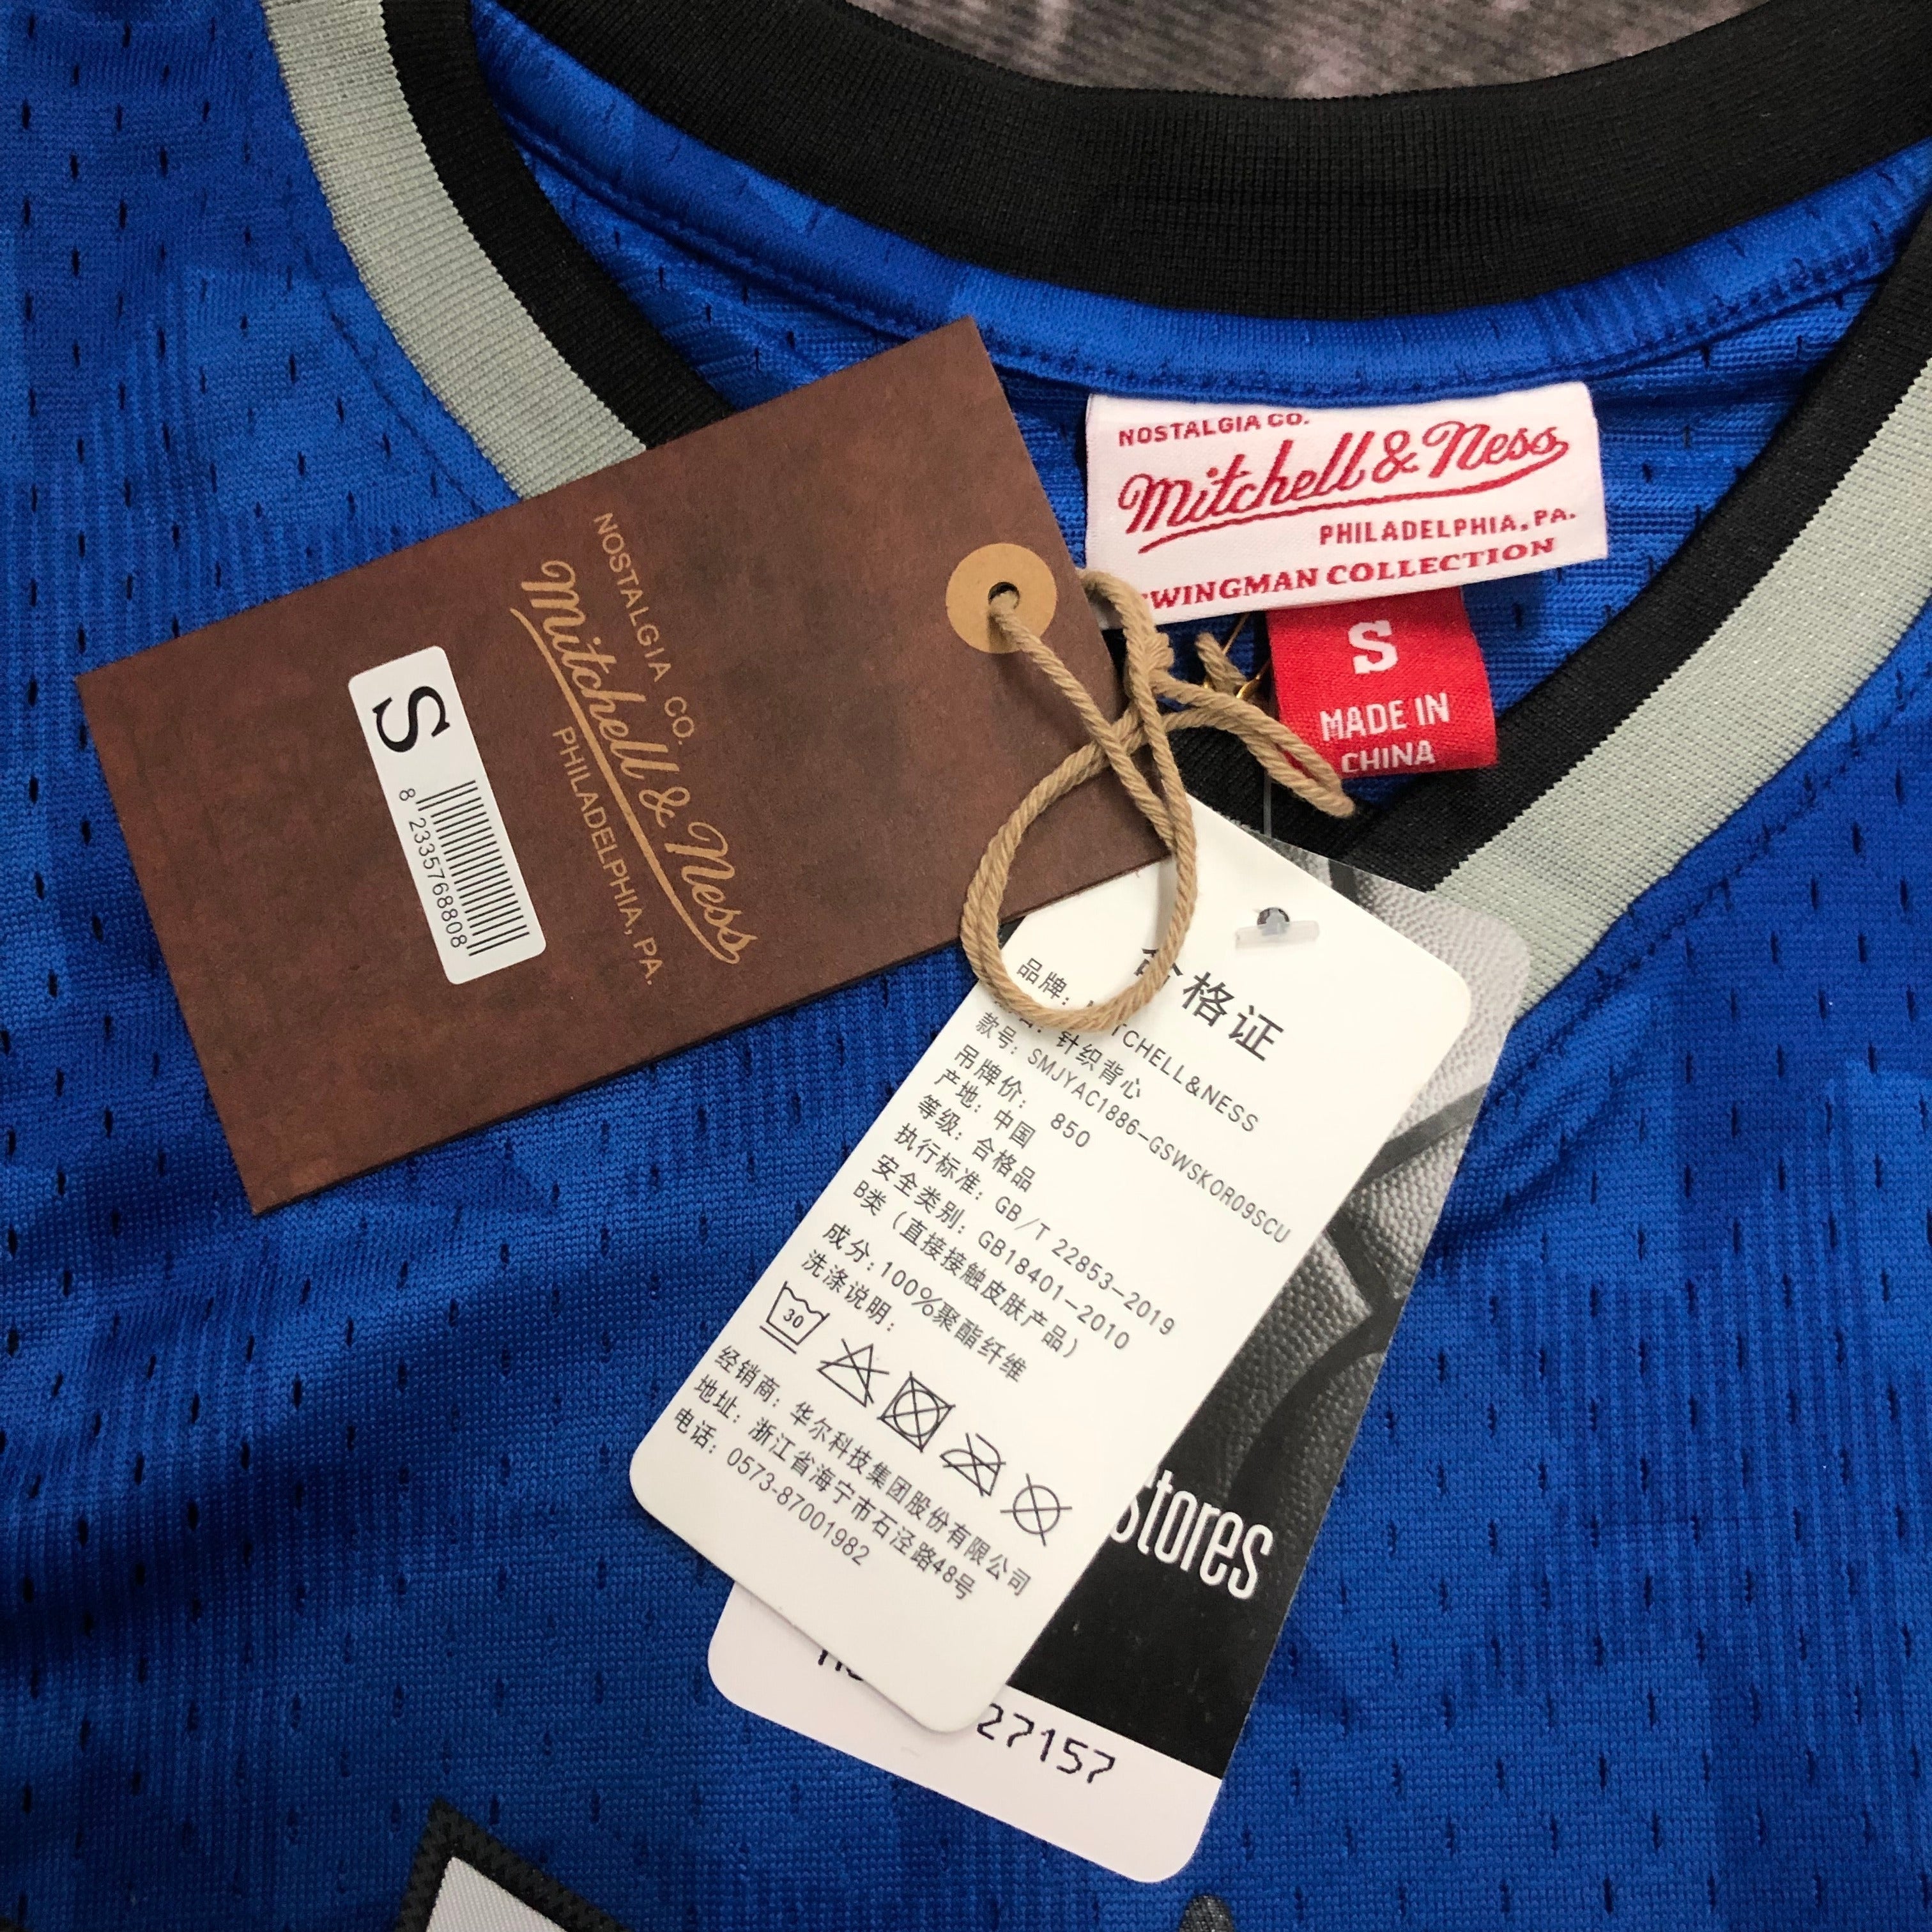 NOSTALGIA CO.
Mitchell & Ness
PHILADELPHIA, PA.
WINGMAN COLLECTION
S
MADE IN
CHINA
NOSTALGIA CO.
Mitchell & Ness
PHILADELPHIA, PA.
S
8 2335768808
合格证
品牌: TCHELL&NESS
针织背心
款号: SMJYAC1886-GSWSKOR09SCU
吊牌价: 850
产地: 中国
等级: 合格品
执行标准: GB/T 22853-2019
安全类别: GB18401-2010
B类 (直接接触皮肤产品)
成分: 100%聚酯纤维
洗涤说明:
30
经销商: 华尔科技集团股份有限公司
地址: 浙江省海宁市石泾路48号
电话: 0573-87001982
stores
27157